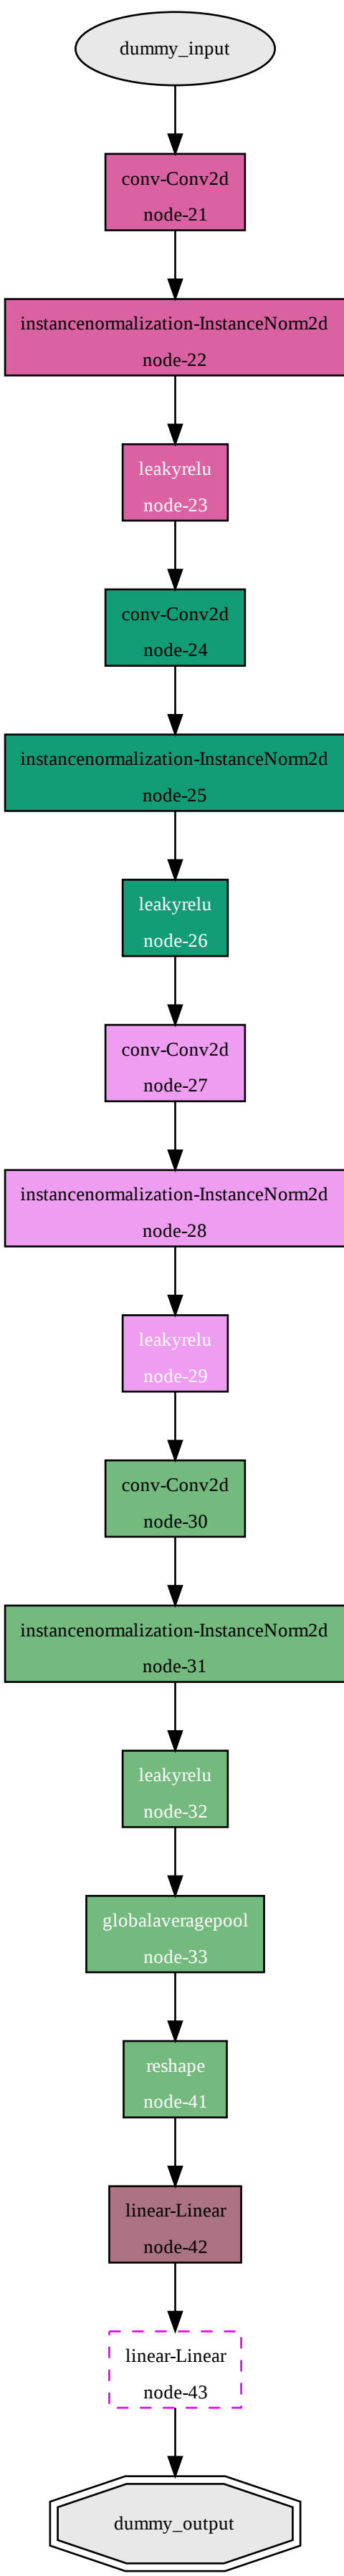 dummy_input
conv-Conv2d
node-21
instancenormalization-InstanceNorm2d
node-22
leakyrelu
node-23
conv-Conv2d
node-24
instancenormalization-InstanceNorm2d
node-25
leakyrelu
node-26
conv-Conv2d
node-27
instancenormalization-InstanceNorm2d
node-28
leakyrelu
node-29
conv-Conv2d
node-30
instancenormalization-InstanceNorm2d
node-31
leakyrelu
node-32
globalaveragepool
node-33
reshape
node-41
linear-Linear
node-42
linear-Linear
node-43
dummy_output